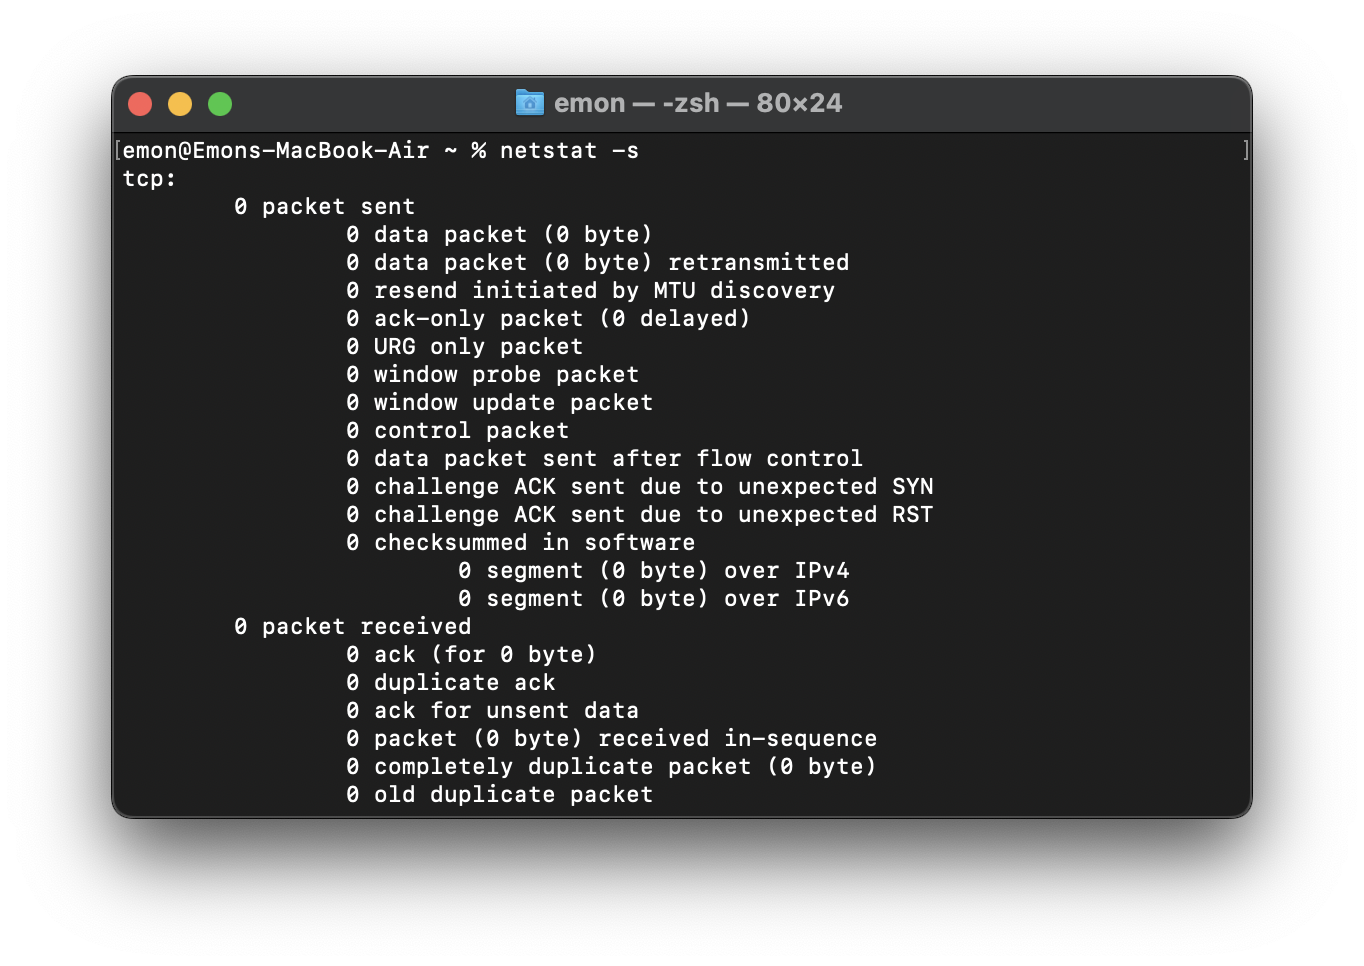 emon — -zsh — 80×24
[emon@Emons-MacBook-Air ~ % netstat -s ]
tcp:
0 packet sent
0 data packet (0 byte)
0 data packet (0 byte) retransmitted
0 resend initiated by MTU discovery
0 ack-only packet (0 delayed)
0 URG only packet
0 window probe packet
0 window update packet
0 control packet
0 data packet sent after flow control
0 challenge ACK sent due to unexpected SYN
0 challenge ACK sent due to unexpected RST
0 checksummed in software
0 segment (0 byte) over IPv4
0 segment (0 byte) over IPv6
0 packet received
0 ack (for 0 byte)
0 duplicate ack
0 ack for unsent data
0 packet (0 byte) received in-sequence
0 completely duplicate packet (0 byte)
0 old duplicate packet